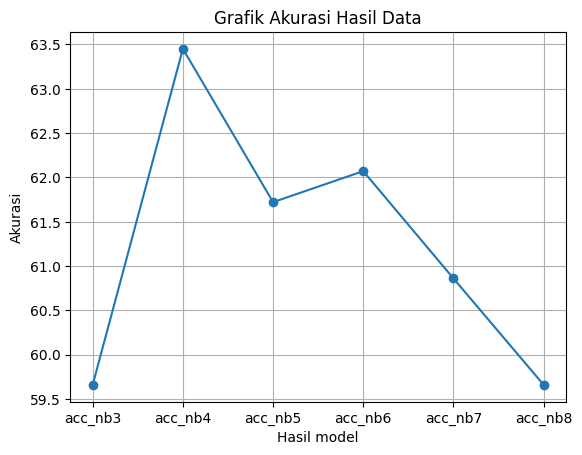 Grafik Akurasi Hasil Data
Akurasi
63.5
63.0
62.5
62.0
61.5
61.0
60.5
60.0
59.5
acc_nb3 acc_nb4 acc_nb5 acc_nb6 acc_nb7 acc_nb8
Hasil model